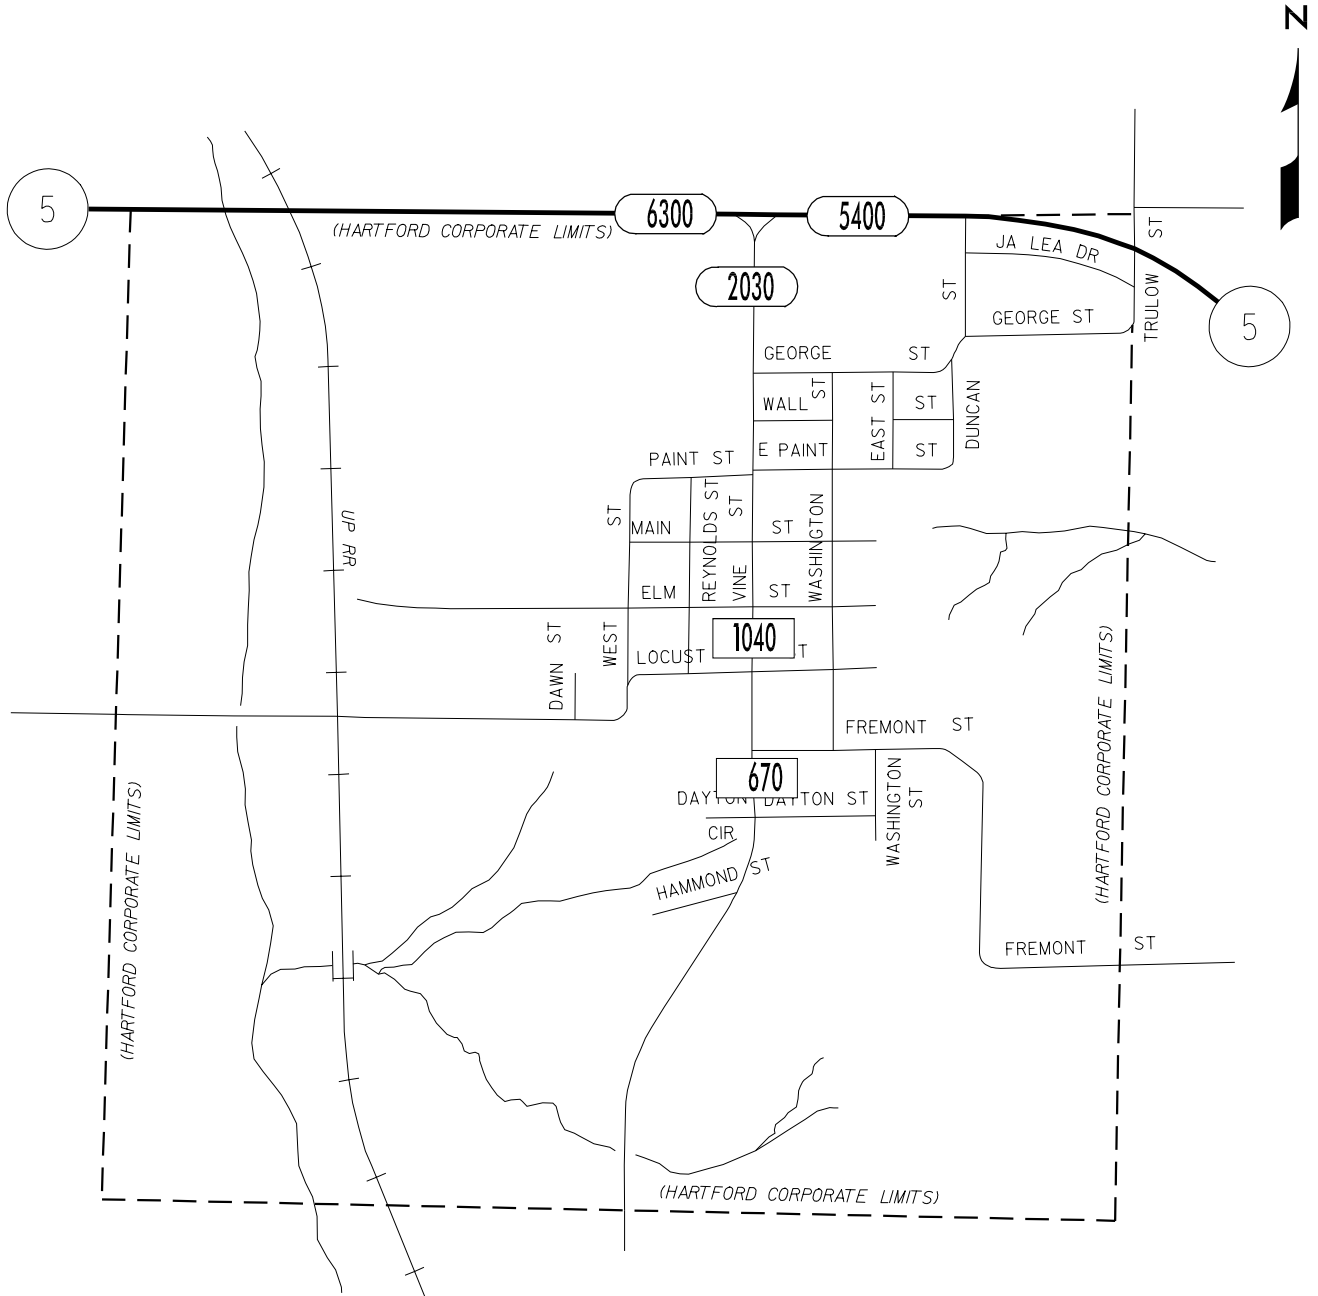 N
5
6300
5400
(HARTFORD CORPORATE LIMITS)
ST
JA LEA DR
2030
ST
TRULOW
GEORGE ST
5
GEORGE ST
WALL ST
ST
EAST ST
DUNCAN
E PAINT ST
PAINT ST
UP RR
ST
MAIN ST
REYNOLDS ST
VINE ST
WASHINGTON
ELM ST
1040
DAWN ST
WEST
LOCUST T
(HARTFORD CORPORATE LIMITS)
FREMONT ST
670
DAYTON DAYTON ST
WASHINGTON ST
CIR
HAMMOND ST
(HARTFORD CORPORATE LIMITS)
FREMONT ST
(HARTFORD CORPORATE LIMITS)